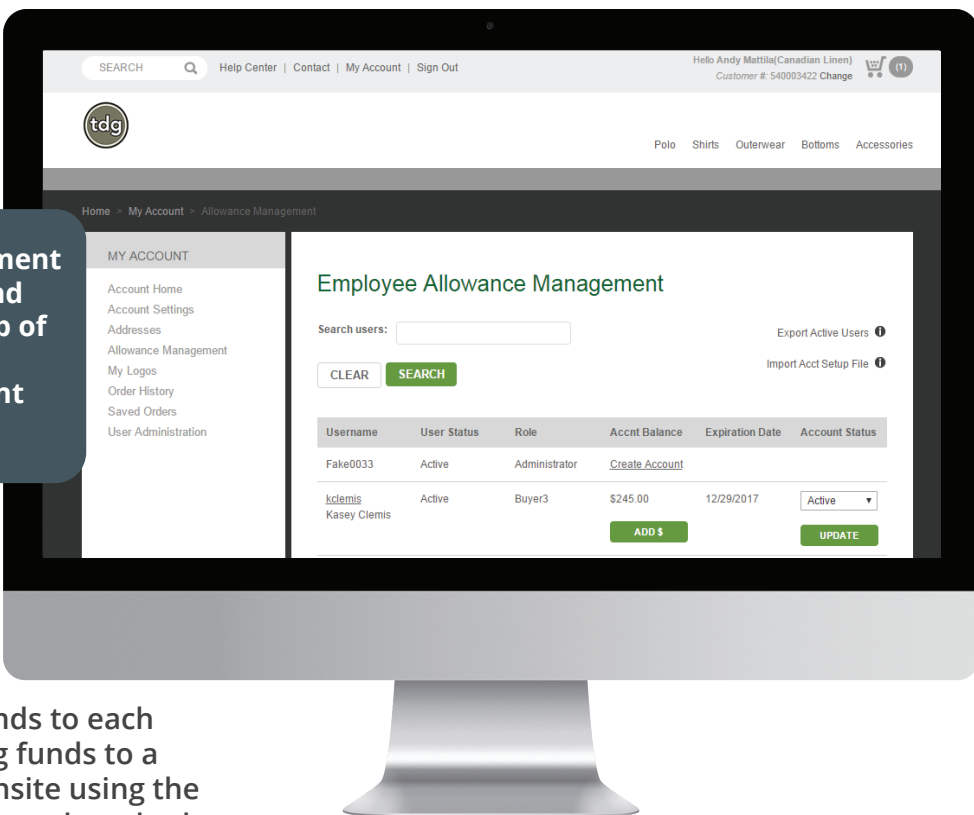 SEARCH Help Center | Contact | My Account | Sign Out
Hello Andy Mattila(Canadian Linen)
Customer #: 540003422 Change
(1)
tdg
Polo Shirts Outerwear Bottoms Accessories
Home > My Account > Allowance Management
nd
of
MY ACCOUNT
Account Home
Account Settings
Addresses
Allowance Management
My Logos
Order History
Saved Orders
User Administration
Employee Allowance Management
Search users:
Export Active Users
Import Acct Setup File
CLEAR SEARCH
Username User Status Role Accnt Balance Expiration Date Account Status
Fake0033 Active Administrator Create Account
kclemis Active Buyer3 $245.00 12/29/2017 Active
Kasey Clemis
ADD $ UPDATE
nds to each
g funds to a
nsite using the